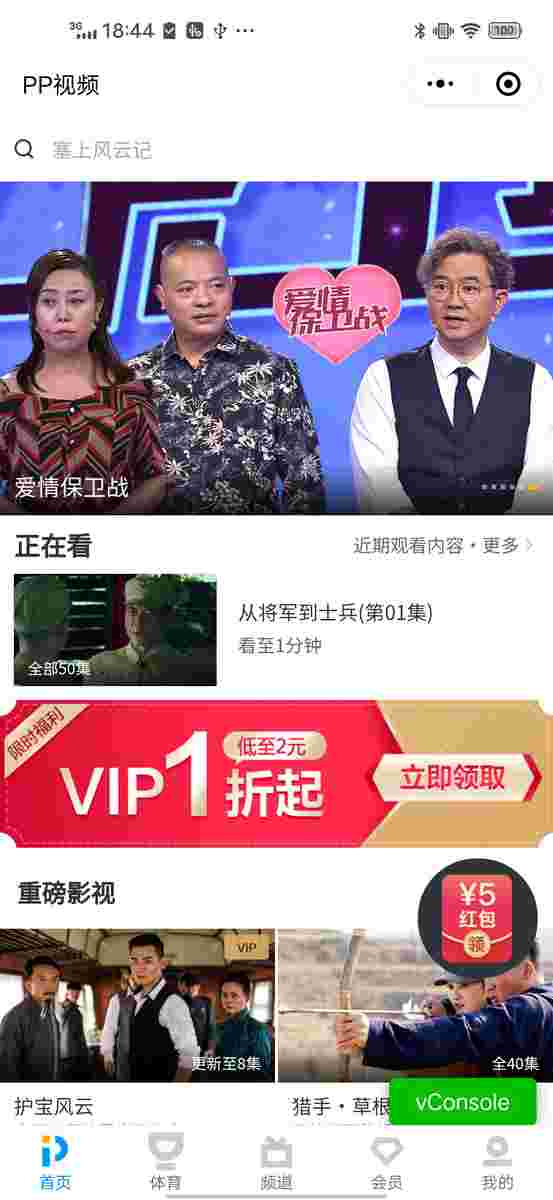 3G 18:44 100
PP视频
塞上风云记
爱情
保卫战
爱情保卫战
正在看
近期观看内容·更多
从将军到士兵(第01集)
看至1分钟
全部50集
限时福利
VIP1折起
低至2元
立即领取
重磅影视
¥5
红包
领
VIP
更新至8集
全40集
护宝风云
猎手·草根
vConsole
首页
体育
频道
会员
我的